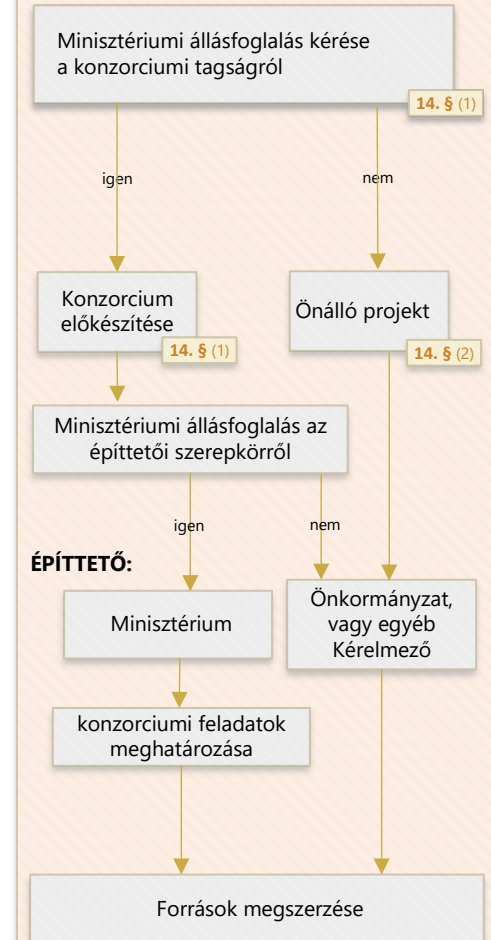 Minisztériumi állásfoglalás kérése
a konzorciumi tagságról
14. § (1)
igen
nem
Konzorcium
előkészítése
14. § (1)
Önálló projekt
14. § (2)
Minisztériumi állásfoglalás az
építtetői szerepkörről
igen
nem
ÉPÍTTETŐ:
Minisztérium
Önkormányzat,
vagy egyéb
Kérelmező
konzorciumi feladatok
meghatározása
Források megszerzése